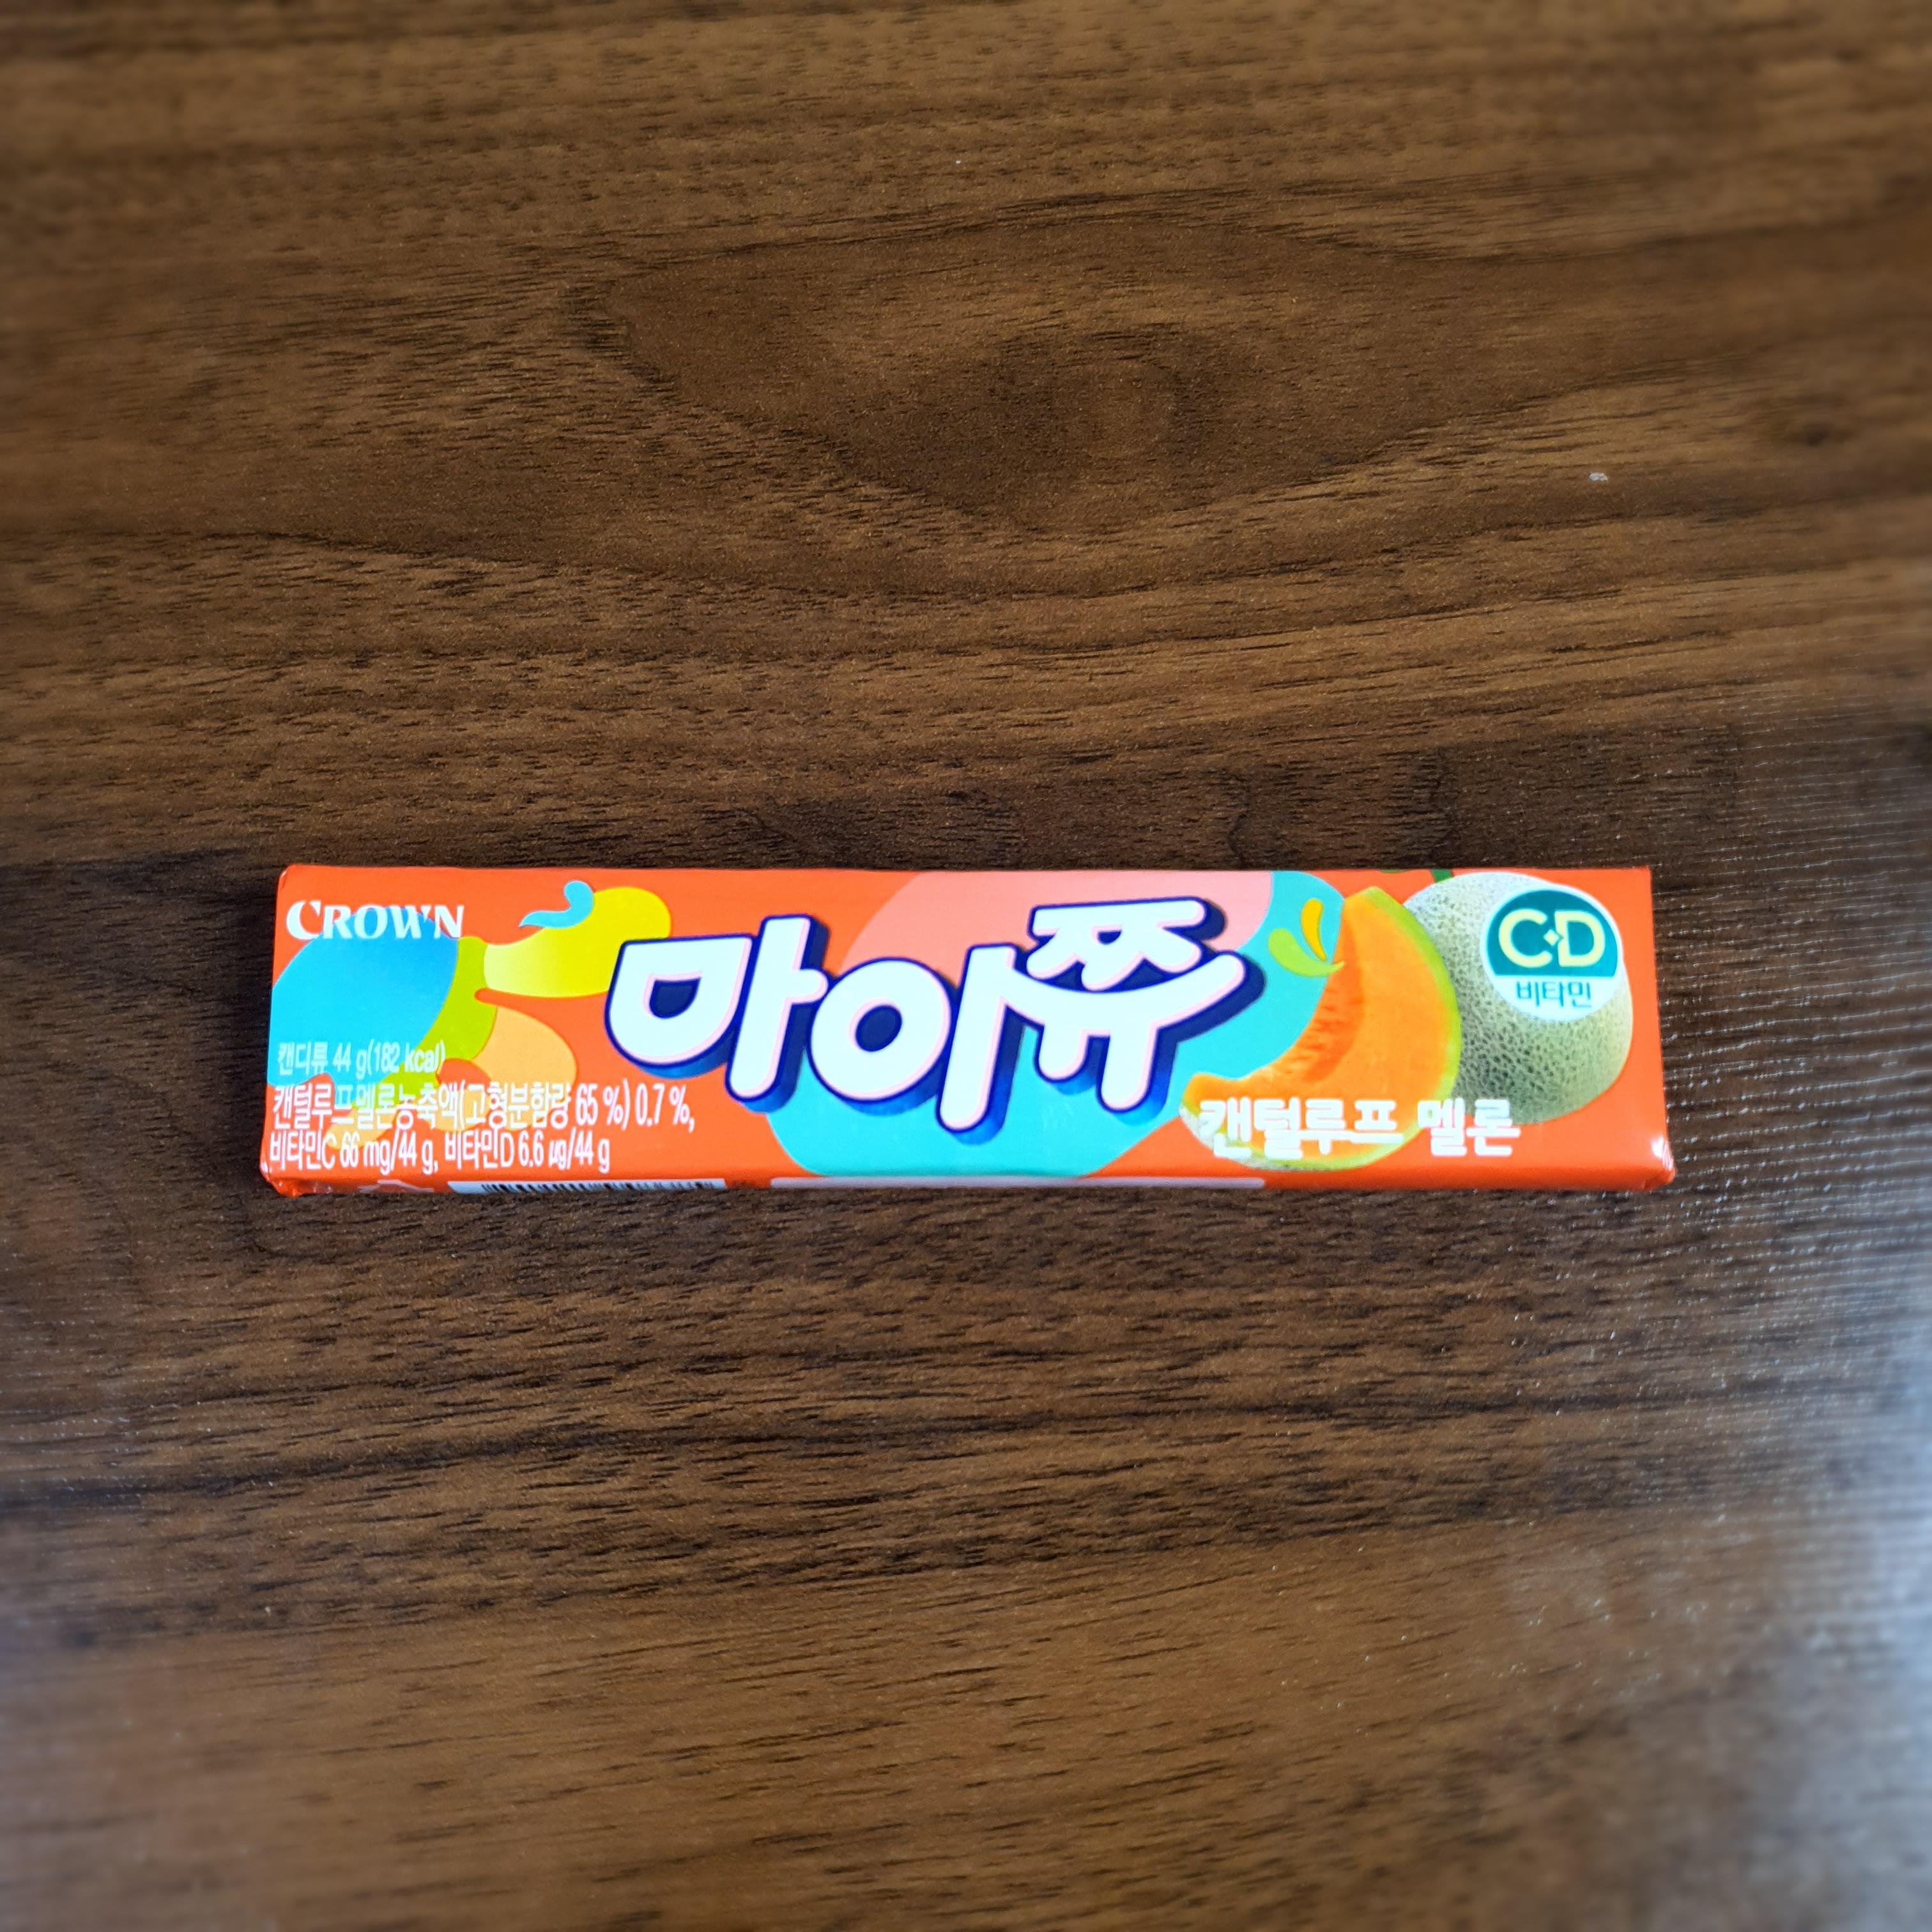 CROWN
마이쮸
C·D
비타민
캔디류 44 g(182 kcal)
캔털루프멜론농축액(고형분함량 65 %) 0.7 %,
비타민C 66 mg/44 g, 비타민D 6.6 µg/44 g
캔털루프 멜론